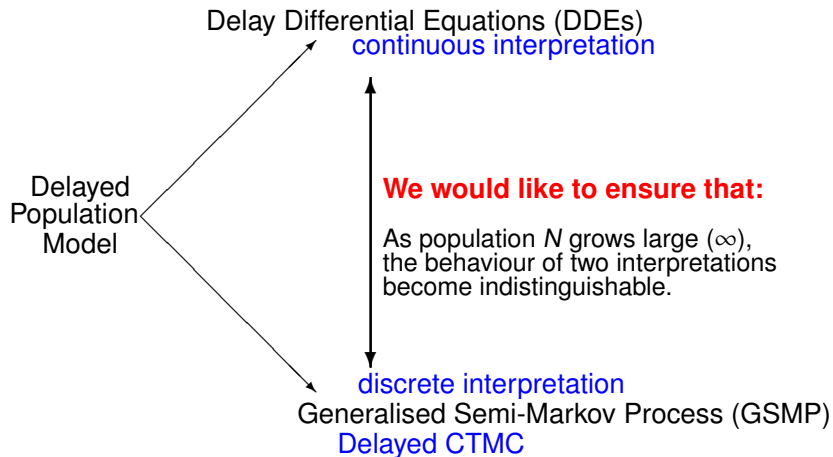 Delay Differential Equations (DDEs)
continuous interpretation
Delayed
Population
Model
We would like to ensure that:
As population N grows large (∞),
the behaviour of two interpretations
become indistinguishable.
discrete interpretation
Generalised Semi-Markov Process (GSMP)
Delayed CTMC